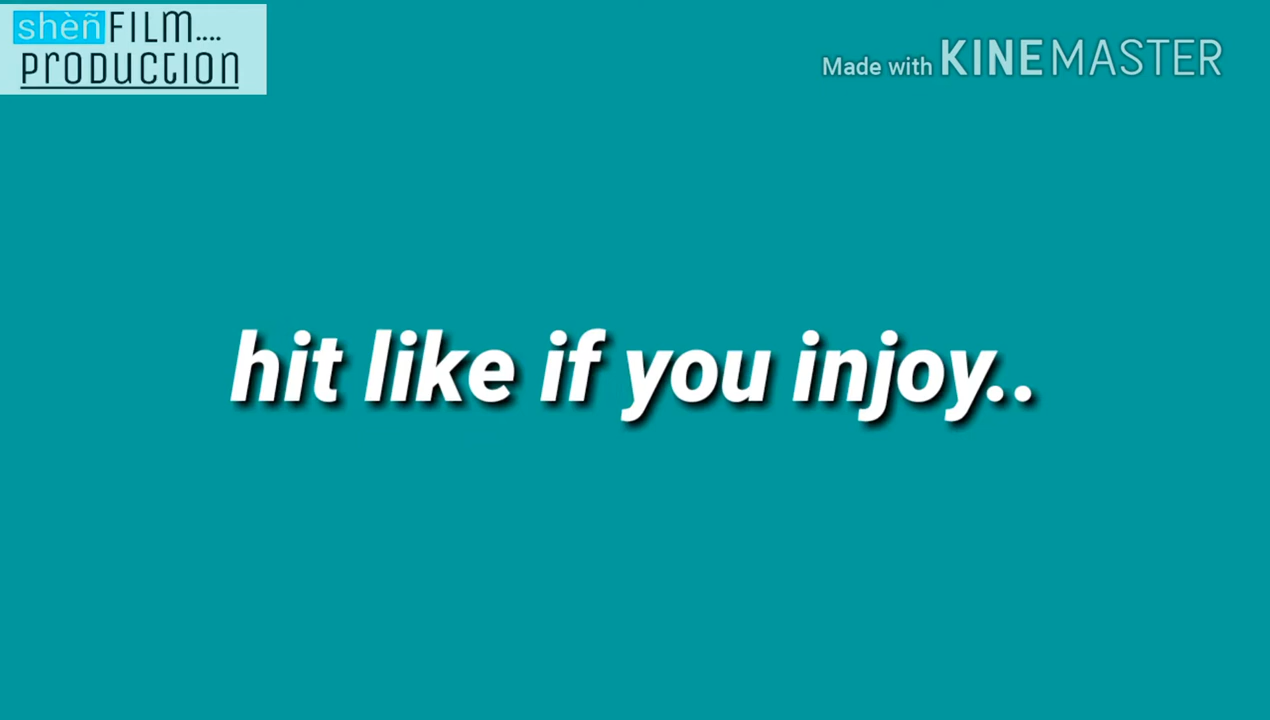 shèñFILM....
PRODUCTION
Made with KINEMASTER
hit like if you injoy..